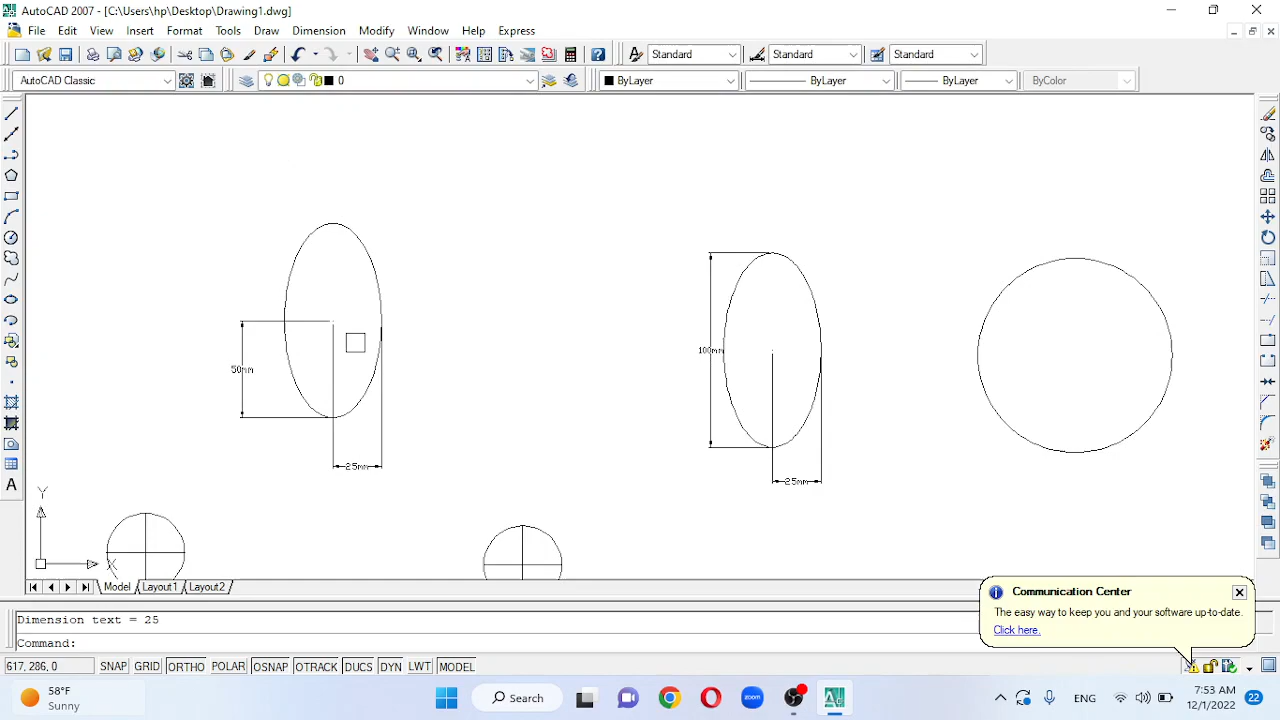 AutoCAD 2007 - [C:\Users\hp\Desktop\Drawing1.dwg]
File Edit View Insert Format Tools Draw Dimension Modify Window Help Express
Standard Standard Standard
AutoCAD Classic 0 ByLayer ByLayer ByLayer ByColor
100mm
50mm
25mm
25mm
Y
X
Model Layout1 Layout2
Communication Center
The easy way to keep you and your software up-to-date.
Click here.
Dimension text = 25
Command:
617, 286, 0 SNAP GRID ORTHO POLAR OSNAP OTRACK DUCS DYN LWT MODEL
58°F
Sunny
Search
zoom
ENG
7:53 AM
12/1/2022
22